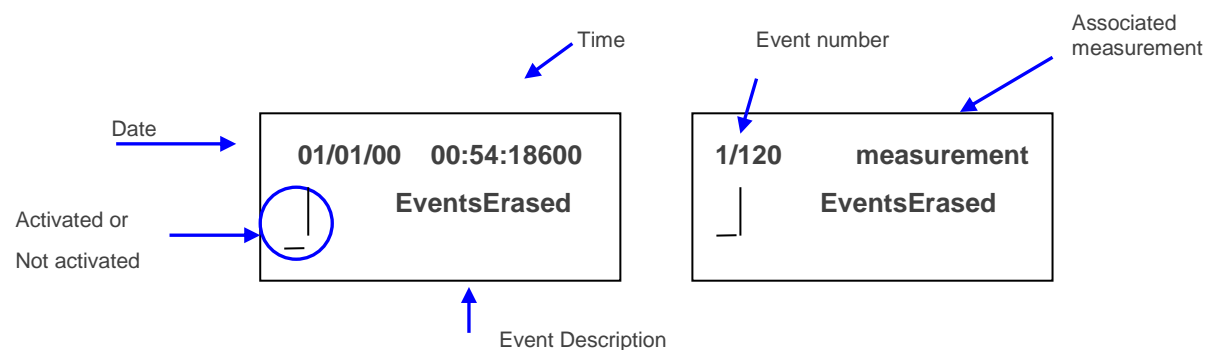 Time
Event number
Associated
measurement
Date
01/01/00 00:54:18600
EventsErased
1/120 measurement
EventsErased
Activated or
Not activated
Event Description